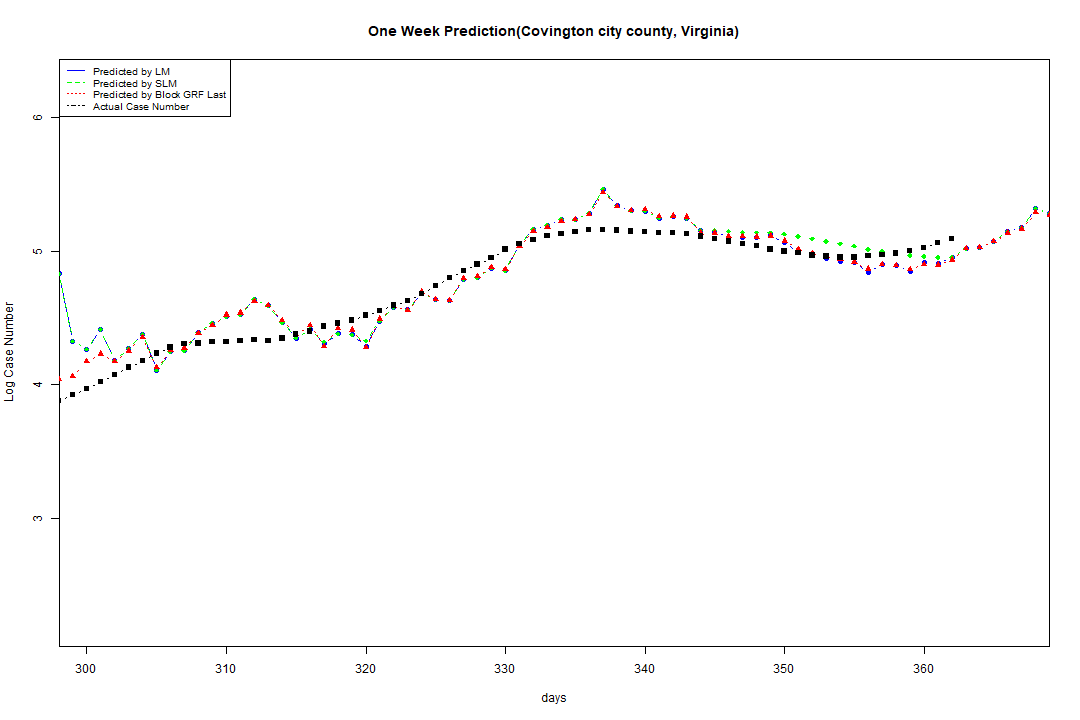 One Week Prediction(Covington city county, Virginia)
Predicted by LM
Predicted by SLM
Predicted by Block GRF Last
Actual Case Number
6
5
4
3
Log Case Number
300 310 320 330 340 350 360
days